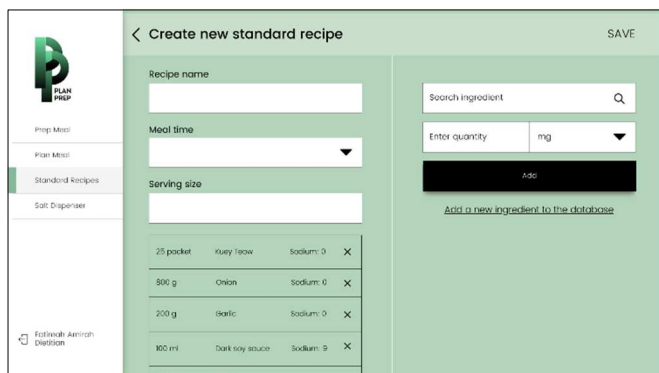 PLAN
PREP
Prep Meal
Plan Meal
Standard Recipes
Salt Dispenser
Fatimah Amirah
Dietitian
Create new standard recipe
SAVE
Recipe name
Meal time
Serving size
25 packet Kuey Teow Sodium: 0
800 g Onion Sodium: 0
200 g Garlic Sodium: 0
100 ml Dark soy sauce Sodium: 9
Search ingredient
Enter quantity mg
Add
Add a new ingredient to the database